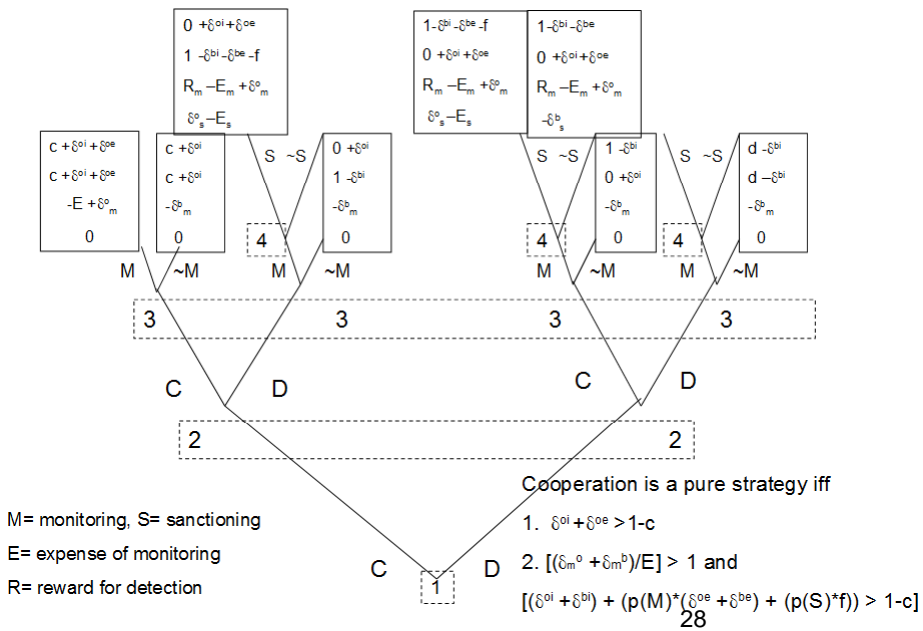 0 +δᵒⁱ+δᵒᵉ
1 -δᵇⁱ-δᵇᵉ-f
Rₘ –Eₘ +δᵒₘ
δᵒₛ–Eₛ
1-δᵇⁱ-δᵇᵉ-f
0 +δᵒⁱ+δᵒᵉ
Rₘ –Eₘ +δᵒₘ
δᵒₛ–Eₛ
1-δᵇⁱ-δᵇᵉ
0 +δᵒⁱ+δᵒᵉ
Rₘ –Eₘ +δᵒₘ
-δᵇₛ
c +δᵒⁱ+δᵒᵉ
c +δᵒⁱ+δᵒᵉ
-E +δᵒₘ
0
c +δᵒⁱ
c +δᵒⁱ
-δᵇₘ
0
S ~S
0 +δᵒⁱ
1 -δᵇⁱ
-δᵇₘ
0
S ~S
1 -δᵇⁱ
0 +δᵒⁱ
-δᵇₘ
0
S ~S
d -δᵇⁱ
d –δᵇⁱ
-δᵇₘ
0
4
4
4
M ~M
M ~M
M ~M
M ~M
3 3 3 3
C D
C D
2 2
C D
1
M= monitoring, S= sanctioning
E= expense of monitoring
R= reward for detection
Cooperation is a pure strategy iff
1. δᵒⁱ +δᵒᵉ >1-c
2. [(δₘᵒ +δₘᵇ)/E] > 1 and
[(δᵒⁱ +δᵇⁱ) + (p(M)*(δᵒᵉ +δᵇᵉ) + (p(S)*f)) > 1-c]
28